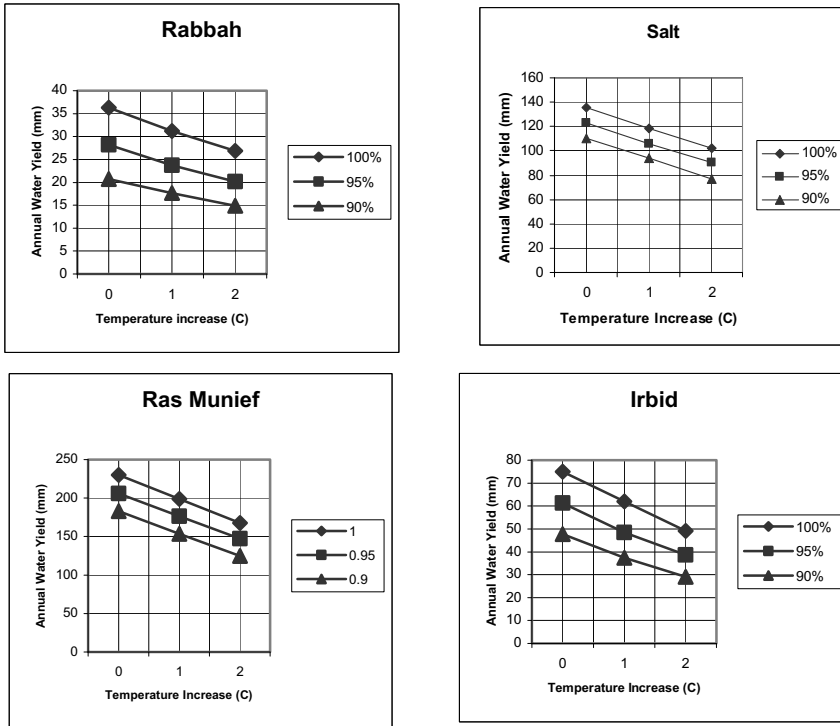 Rabbah
Annual Water Yield (mm)
40
35
30
25
20
15
10
5
0
0 1 2
Temperature increase (C)
100%
95%
90%
Salt
Annual Water Yield (mm)
160
140
120
100
80
60
40
20
0
0 1 2
Temperature Increase (C)
100%
95%
90%
Ras Munief
Annual Water Yield (mm)
250
200
150
100
50
0
0 1 2
Temperature Increase (C)
1
0.95
0.9
Irbid
Annual Water Yield (mm)
80
70
60
50
40
30
20
10
0
0 1 2
Temperature Increase (C)
100%
95%
90%